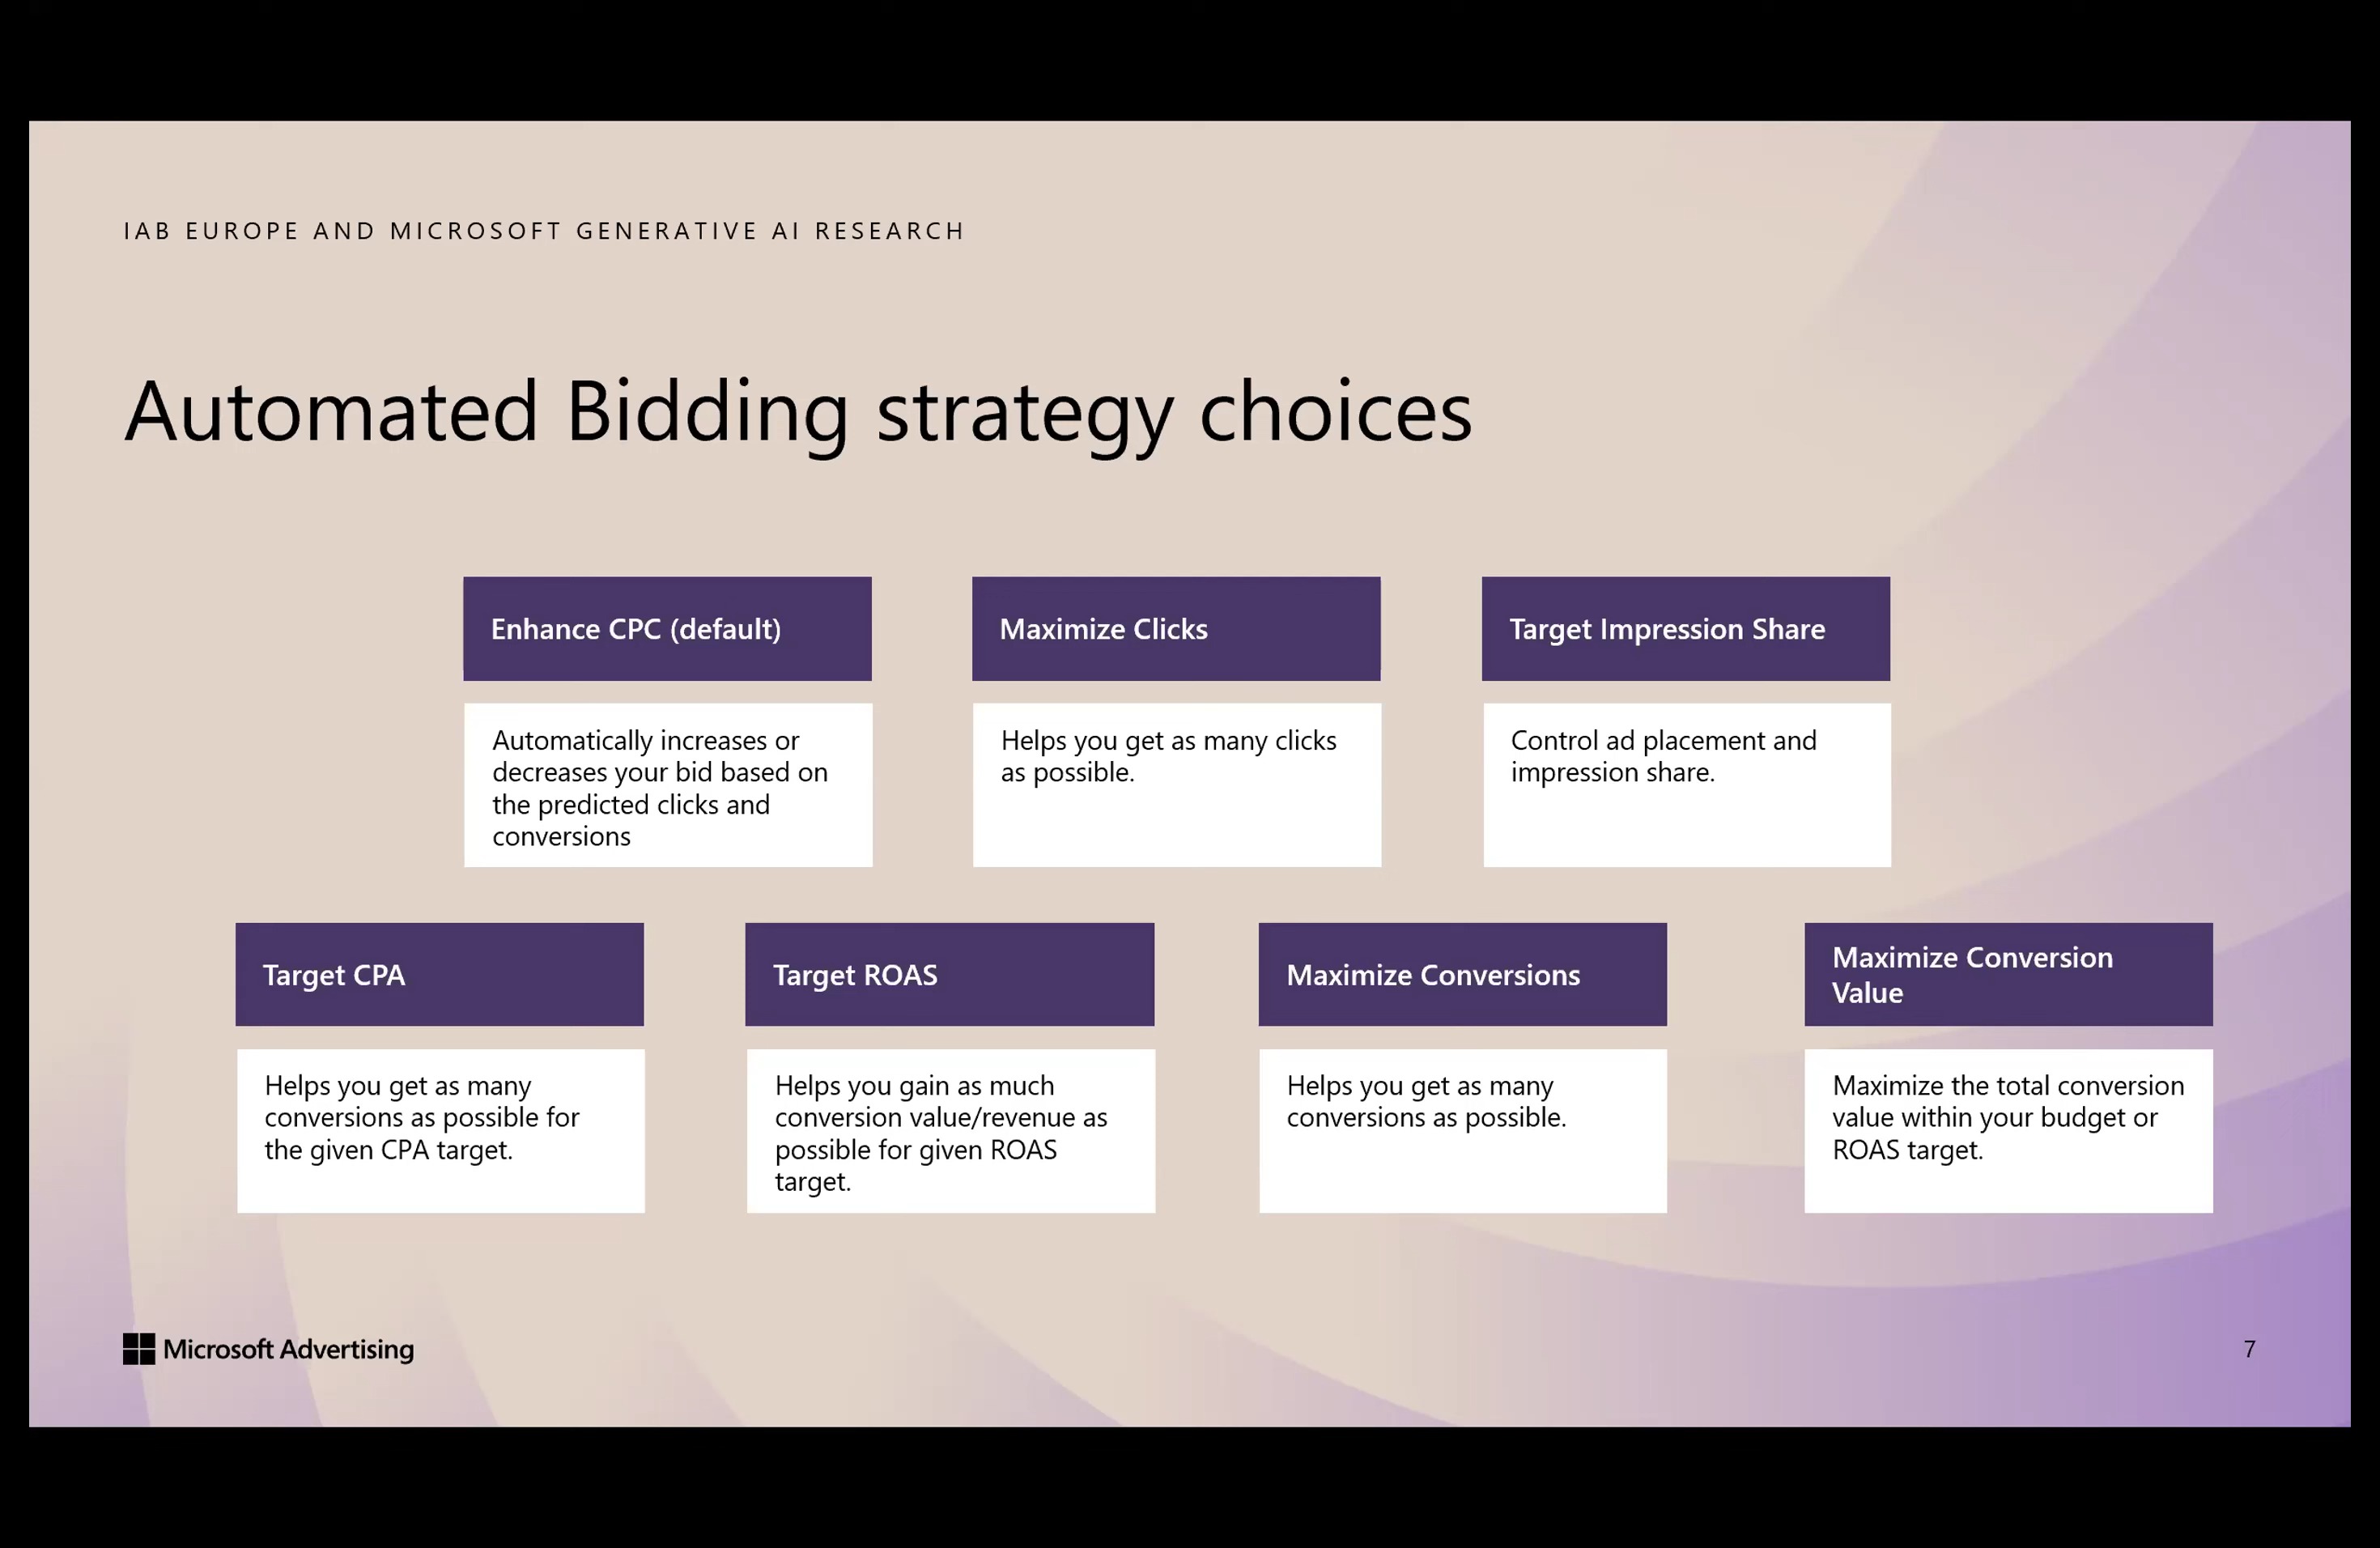 IAB EUROPE AND MICROSOFT GENERATIVE AI RESEARCH
Automated Bidding strategy choices
Enhance CPC (default)
Automatically increases or
decreases your bid based on
the predicted clicks and
conversions
Maximize Clicks
Helps you get as many clicks
as possible.
Target Impression Share
Control ad placement and
impression share.
Target CPA
Helps you get as many
conversions as possible for
the given CPA target.
Target ROAS
Helps you gain as much
conversion value/revenue as
possible for given ROAS
target.
Maximize Conversions
Helps you get as many
conversions as possible.
Maximize Conversion
Value
Maximize the total conversion
value within your budget or
ROAS target.
Microsoft Advertising
7